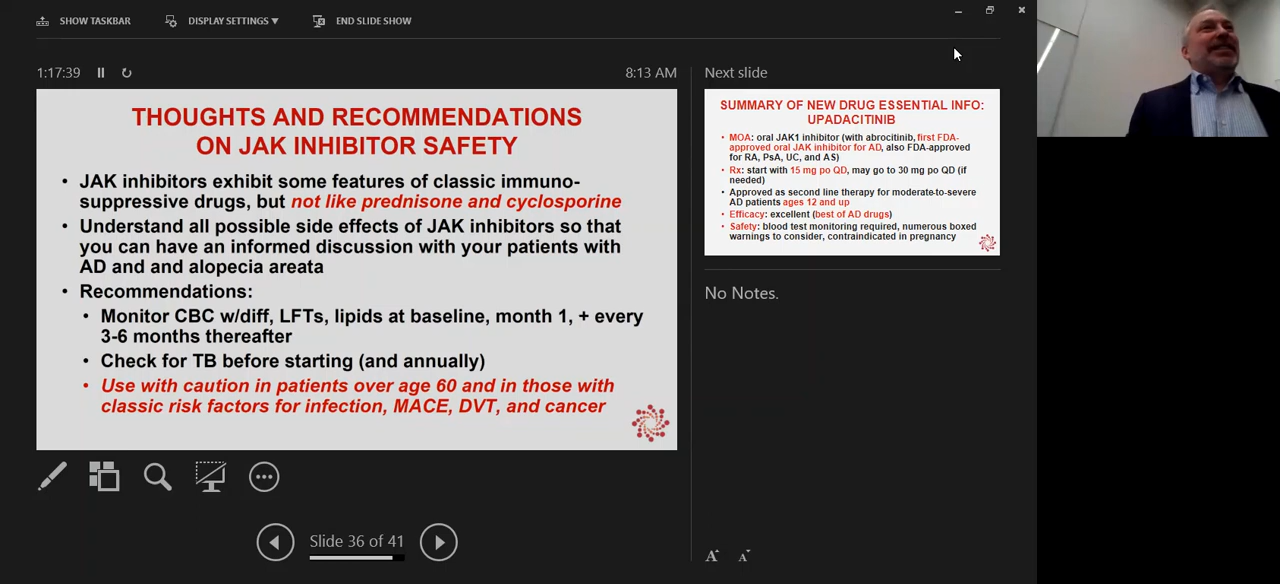 SHOW TASKBAR
DISPLAY SETTINGS ▼
END SLIDE SHOW
1:17:39
8:13 AM
THOUGHTS AND RECOMMENDATIONS
ON JAK INHIBITOR SAFETY
• JAK inhibitors exhibit some features of classic immuno-
suppressive drugs, but not like prednisone and cyclosporine
• Understand all possible side effects of JAK inhibitors so that
you can have an informed discussion with your patients with
AD and and alopecia areata
• Recommendations:
• Monitor CBC w/diff, LFTs, lipids at baseline, month 1, + every
3-6 months thereafter
• Check for TB before starting (and annually)
• Use with caution in patients over age 60 and in those with
classic risk factors for infection, MACE, DVT, and cancer
Slide 36 of 41
Next slide
SUMMARY OF NEW DRUG ESSENTIAL INFO:
UPADACITINIB
• MOA: oral JAK1 inhibitor (with abrocitinib, first FDA-
approved oral JAK inhibitor for AD, also FDA-approved
for RA, PsA, UC, and AS)
• Rx: start with 15 mg po QD, may go to 30 mg po QD (if
needed)
• Approved as second line therapy for moderate-to-severe
AD patients ages 12 and up
• Efficacy: excellent (best of AD drugs)
• Safety: blood test monitoring required, numerous boxed
warnings to consider, contraindicated in pregnancy
No Notes.
A A